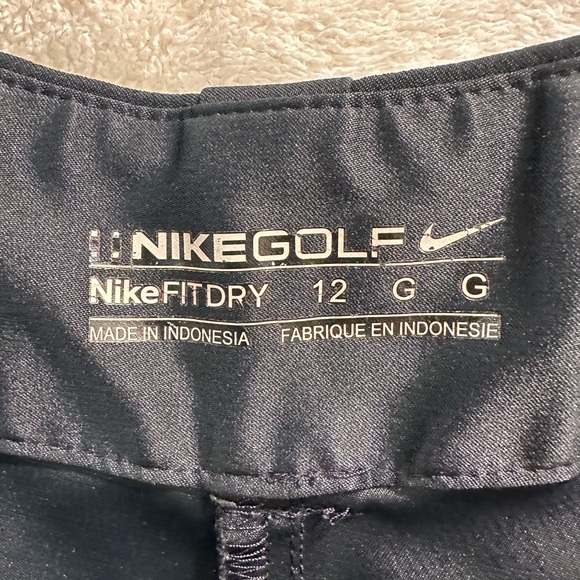 NIKEGOLF
NikeFITDRY 12 G G
MADE IN INDONESIA FABRIQUE EN INDONESIE